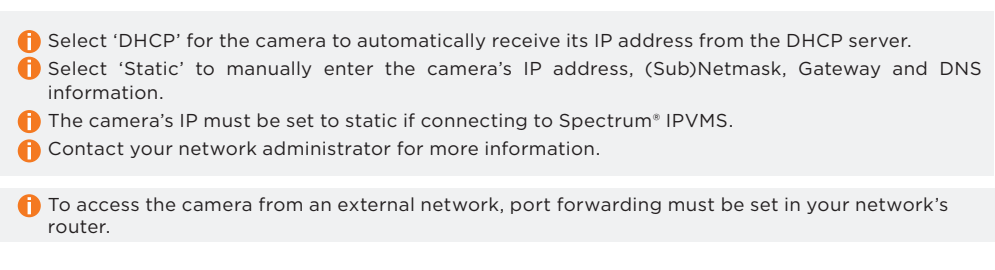 Select ‘DHCP’ for the camera to automatically receive its IP address from the DHCP server.
Select ‘Static’ to manually enter the camera’s IP address, (Sub)Netmask, Gateway and DNS
information.
The camera’s IP must be set to static if connecting to Spectrum® IPVMS.
Contact your network administrator for more information.
To access the camera from an external network, port forwarding must be set in your network’s
router.